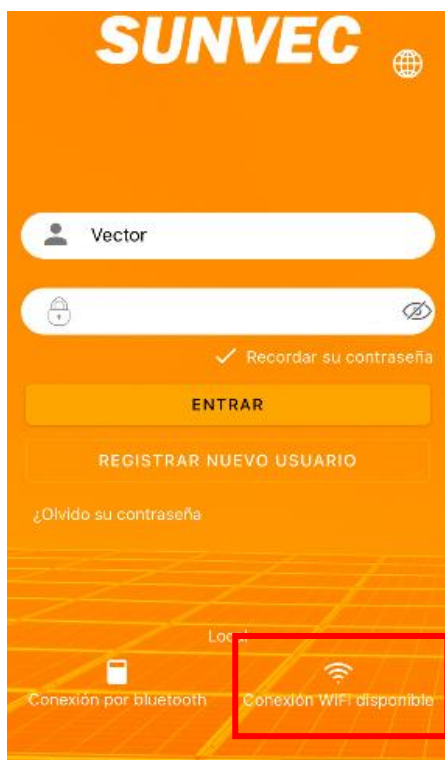 SUNVEC
Vector
Recordar su contraseña
ENTRAR
REGISTRAR NUEVO USUARIO
¿Olvido su contraseña
Local
Conexión por bluetooth
Conexión WiFi disponible